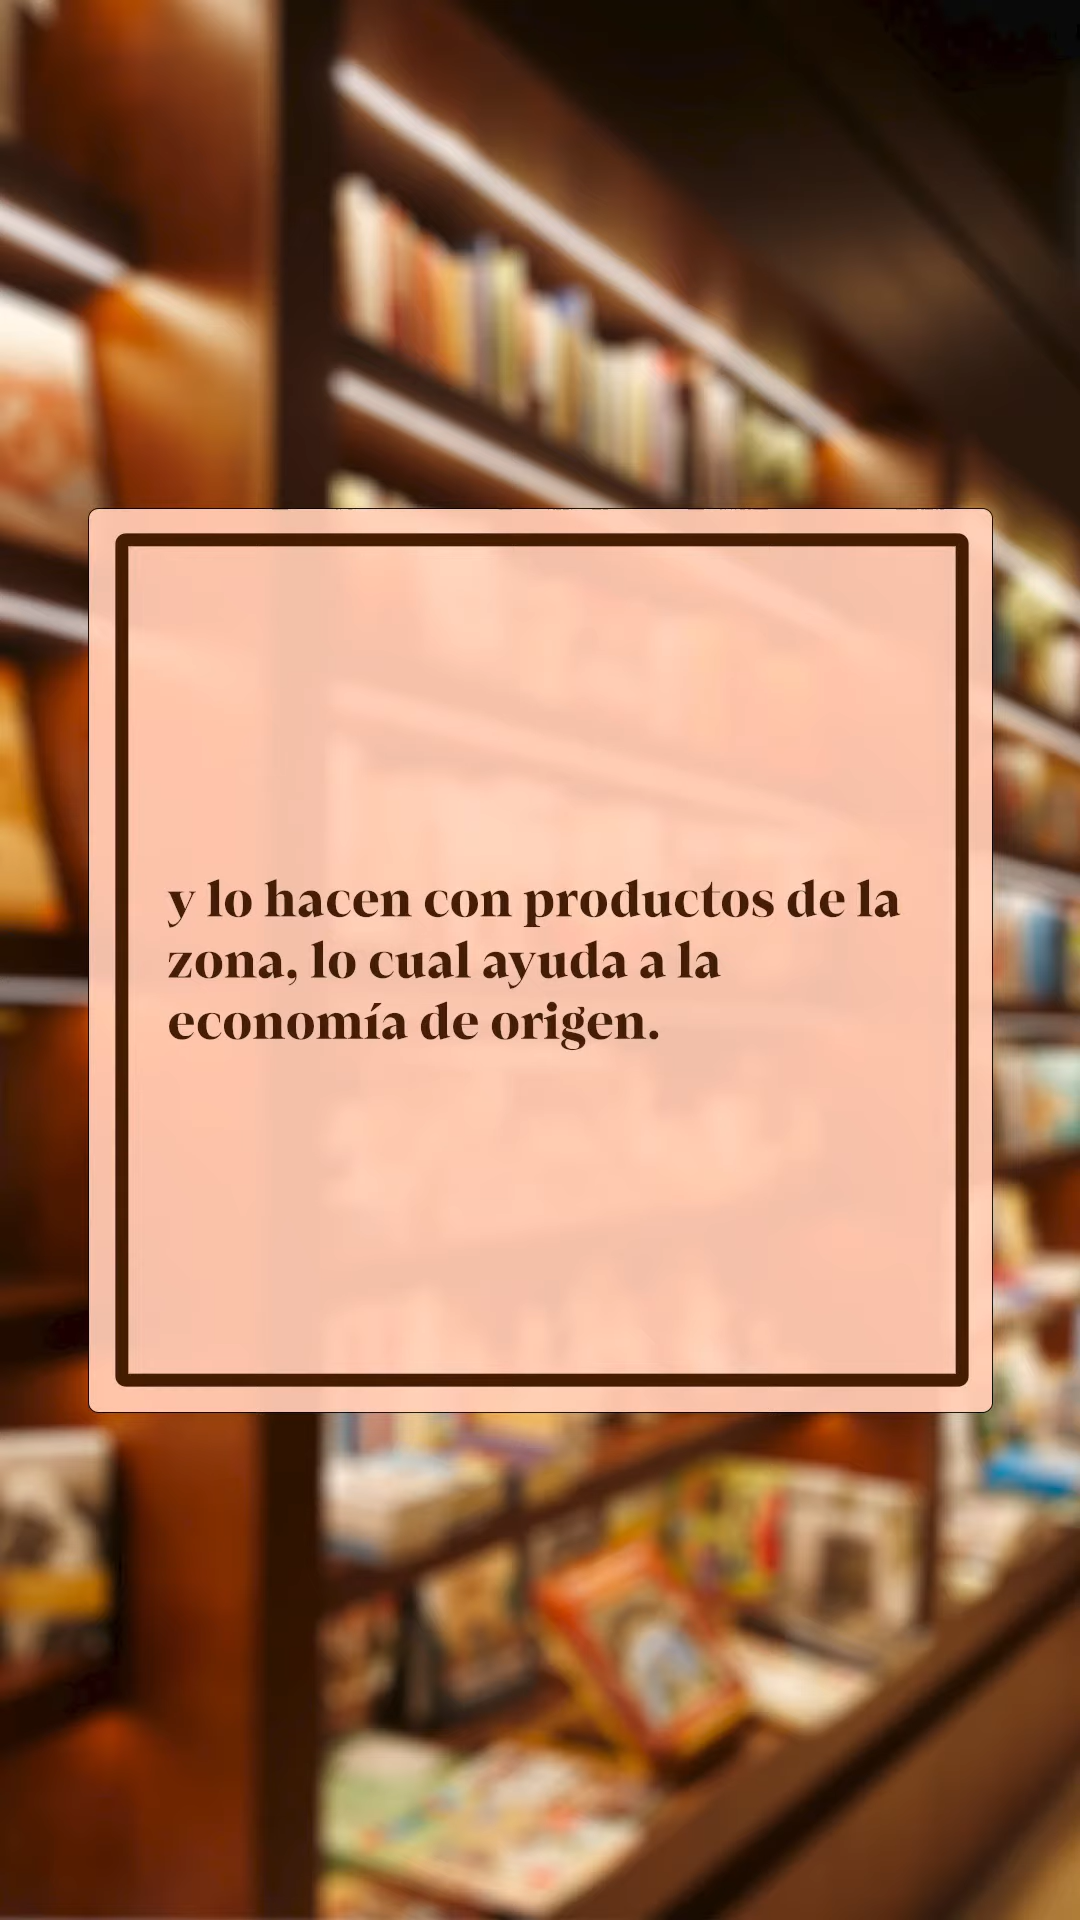 y lo hacen con productos de la
zona, lo cual ayuda a la
economía de origen.